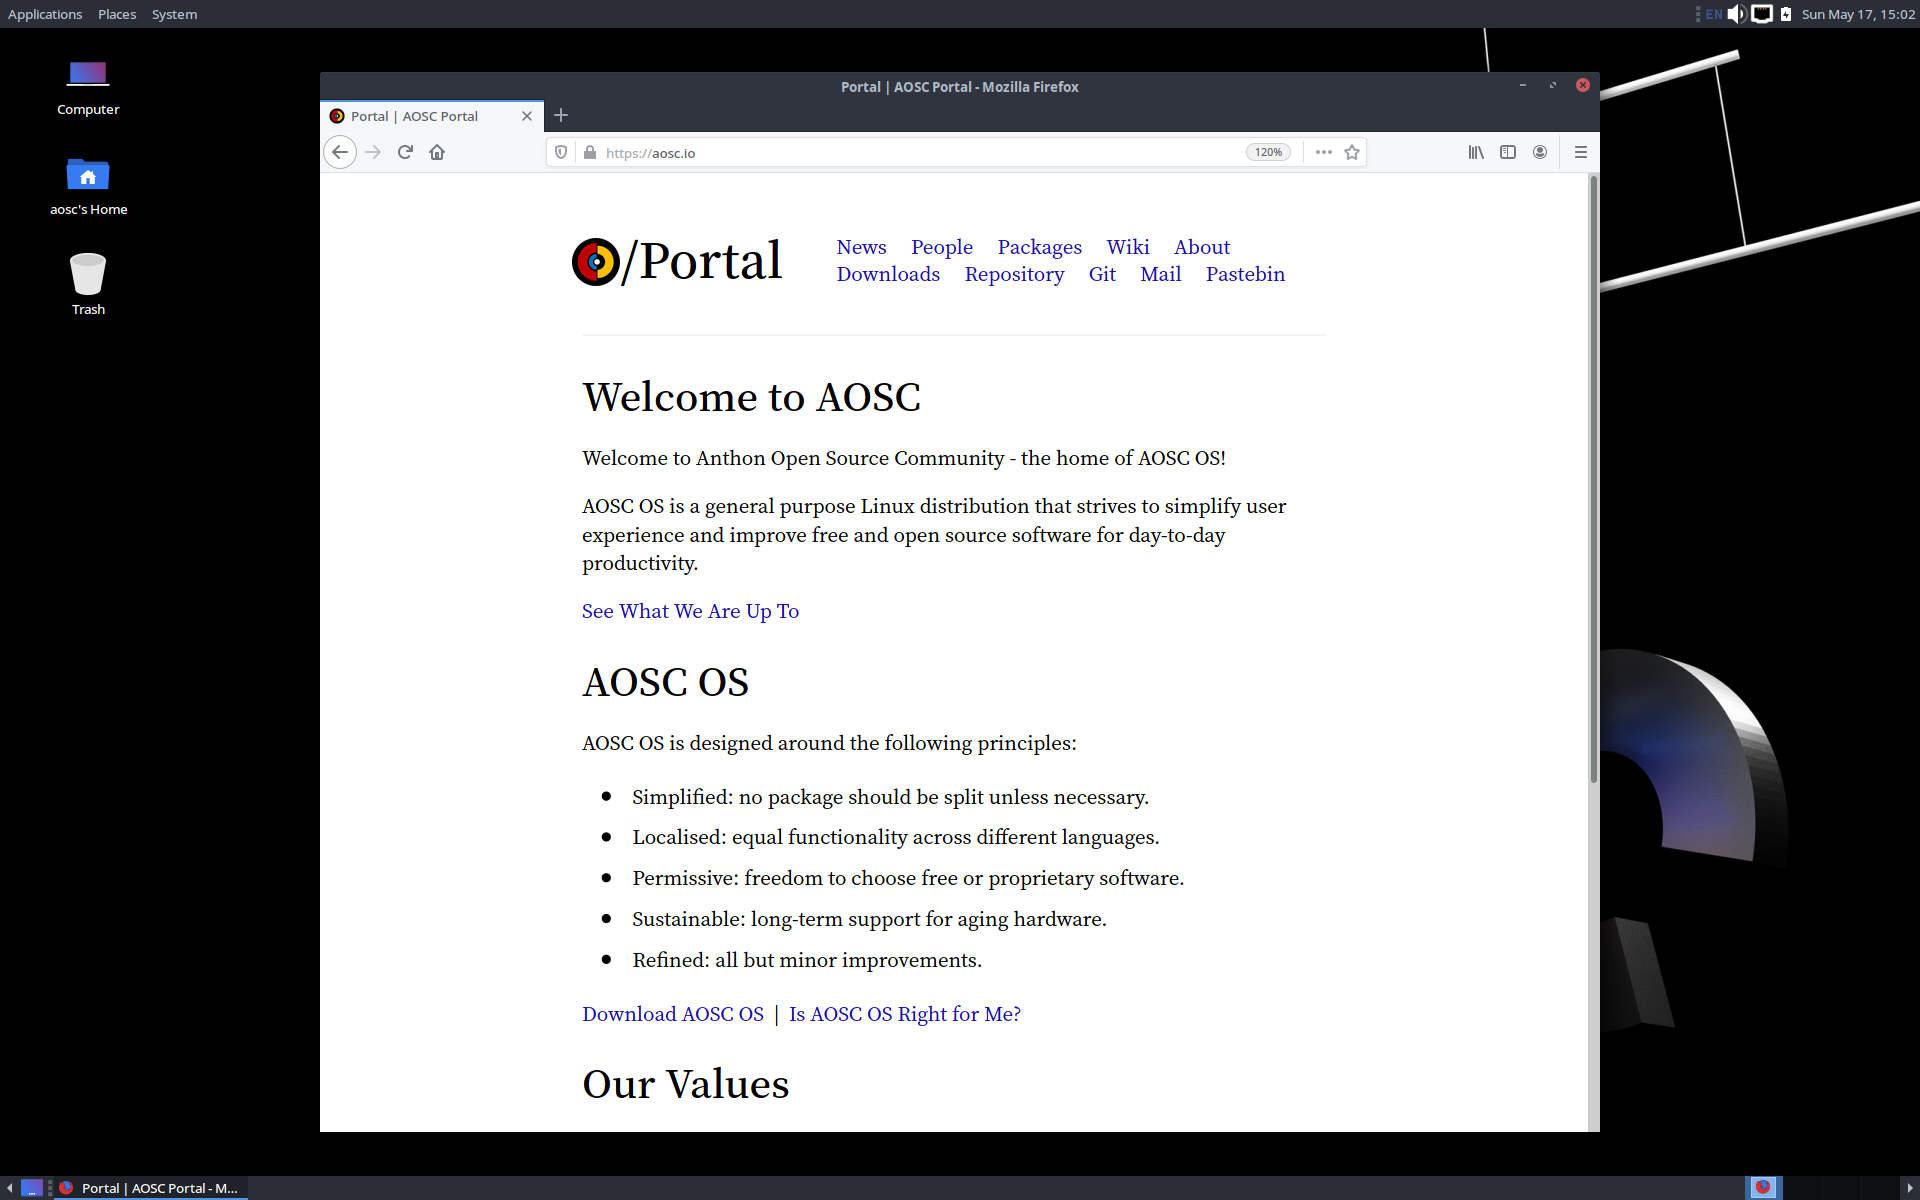 Applications Places System
EN Sun May 17, 15:02
Computer
aosc's Home
Trash
Portal | AOSC Portal - Mozilla Firefox
Portal | AOSC Portal
https://aosc.io 120%
/Portal
News People Packages Wiki About
Downloads Repository Git Mail Pastebin
Welcome to AOSC
Welcome to Anthon Open Source Community - the home of AOSC OS!
AOSC OS is a general purpose Linux distribution that strives to simplify user
experience and improve free and open source software for day-to-day
productivity.
See What We Are Up To
AOSC OS
AOSC OS is designed around the following principles:
• Simplified: no package should be split unless necessary.
• Localised: equal functionality across different languages.
• Permissive: freedom to choose free or proprietary software.
• Sustainable: long-term support for aging hardware.
• Refined: all but minor improvements.
Download AOSC OS | Is AOSC OS Right for Me?
Our Values
Portal | AOSC Portal - M...